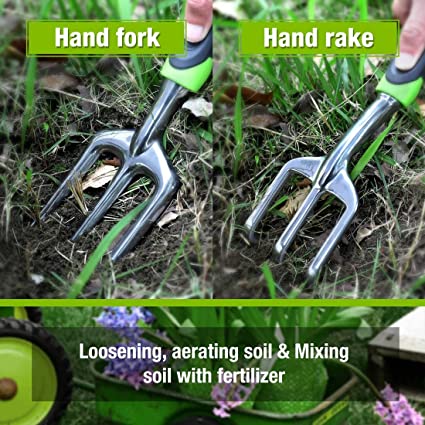 Hand fork
Hand rake
Loosening, aerating soil & Mixing
soil with fertilizer